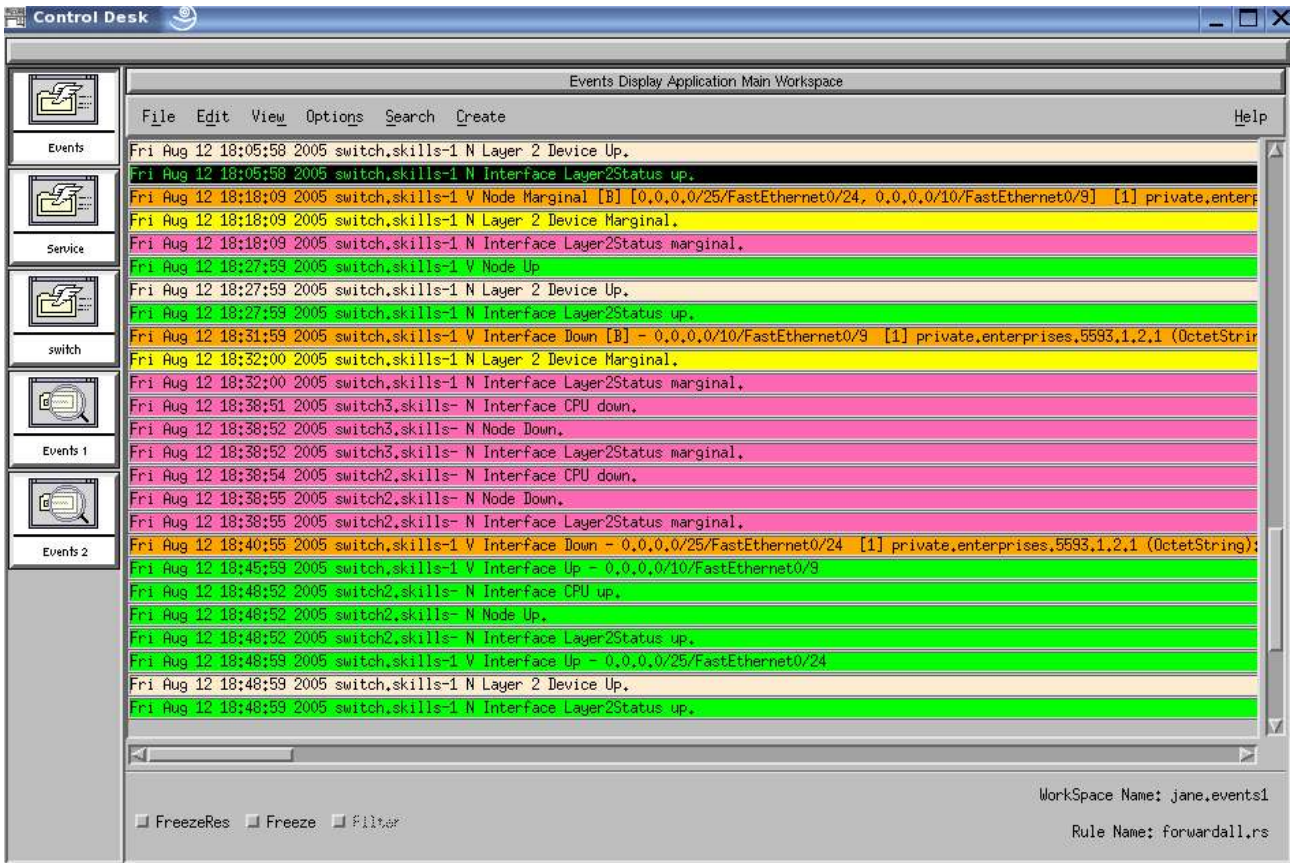 Control Desk
Events Display Application Main Workspace
File Edit View Options Search Create Help
Events
Service
switch
Events 1
Events 2
Fri Aug 12 18:05:58 2005 switch.skills-1 N Layer 2 Device Up.
Fri Aug 12 18:05:58 2005 switch.skills-1 N Interface Layer2Status up.
Fri Aug 12 18:18:09 2005 switch.skills-1 V Node Marginal [B] [0.0.0.0/25/FastEthernet0/24, 0.0.0.0/10/FastEthernet0/9] [1] private.enterp
Fri Aug 12 18:18:09 2005 switch.skills-1 N Layer 2 Device Marginal.
Fri Aug 12 18:18:09 2005 switch.skills-1 N Interface Layer2Status marginal.
Fri Aug 12 18:27:59 2005 switch.skills-1 V Node Up
Fri Aug 12 18:27:59 2005 switch.skills-1 N Layer 2 Device Up.
Fri Aug 12 18:27:59 2005 switch.skills-1 N Interface Layer2Status up.
Fri Aug 12 18:31:59 2005 switch.skills-1 V Interface Down [B] - 0.0.0.0/10/FastEthernet0/9 [1] private.enterprises.5593.1.2.1 (OctetStrin
Fri Aug 12 18:32:00 2005 switch.skills-1 N Layer 2 Device Marginal.
Fri Aug 12 18:32:00 2005 switch.skills-1 N Interface Layer2Status marginal.
Fri Aug 12 18:38:51 2005 switch3.skills- N Interface CPU down.
Fri Aug 12 18:38:52 2005 switch3.skills- N Node Down.
Fri Aug 12 18:38:52 2005 switch3.skills- N Interface Layer2Status marginal.
Fri Aug 12 18:38:54 2005 switch2.skills- N Interface CPU down.
Fri Aug 12 18:38:55 2005 switch2.skills- N Node Down.
Fri Aug 12 18:38:55 2005 switch2.skills- N Interface Layer2Status marginal.
Fri Aug 12 18:40:55 2005 switch.skills-1 V Interface Down - 0.0.0.0/25/FastEthernet0/24 [1] private.enterprises.5593.1.2.1 (OctetString):
Fri Aug 12 18:45:59 2005 switch.skills-1 V Interface Up - 0.0.0.0/10/FastEthernet0/9
Fri Aug 12 18:48:52 2005 switch2.skills- N Interface CPU up.
Fri Aug 12 18:48:52 2005 switch2.skills- N Node Up.
Fri Aug 12 18:48:52 2005 switch2.skills- N Interface Layer2Status up.
Fri Aug 12 18:48:59 2005 switch.skills-1 V Interface Up - 0.0.0.0/25/FastEthernet0/24
Fri Aug 12 18:48:59 2005 switch.skills-1 N Layer 2 Device Up.
Fri Aug 12 18:48:59 2005 switch.skills-1 N Interface Layer2Status up.
FreezeRes Freeze Filter
WorkSpace Name: jane.events1
Rule Name: forwardall.rs